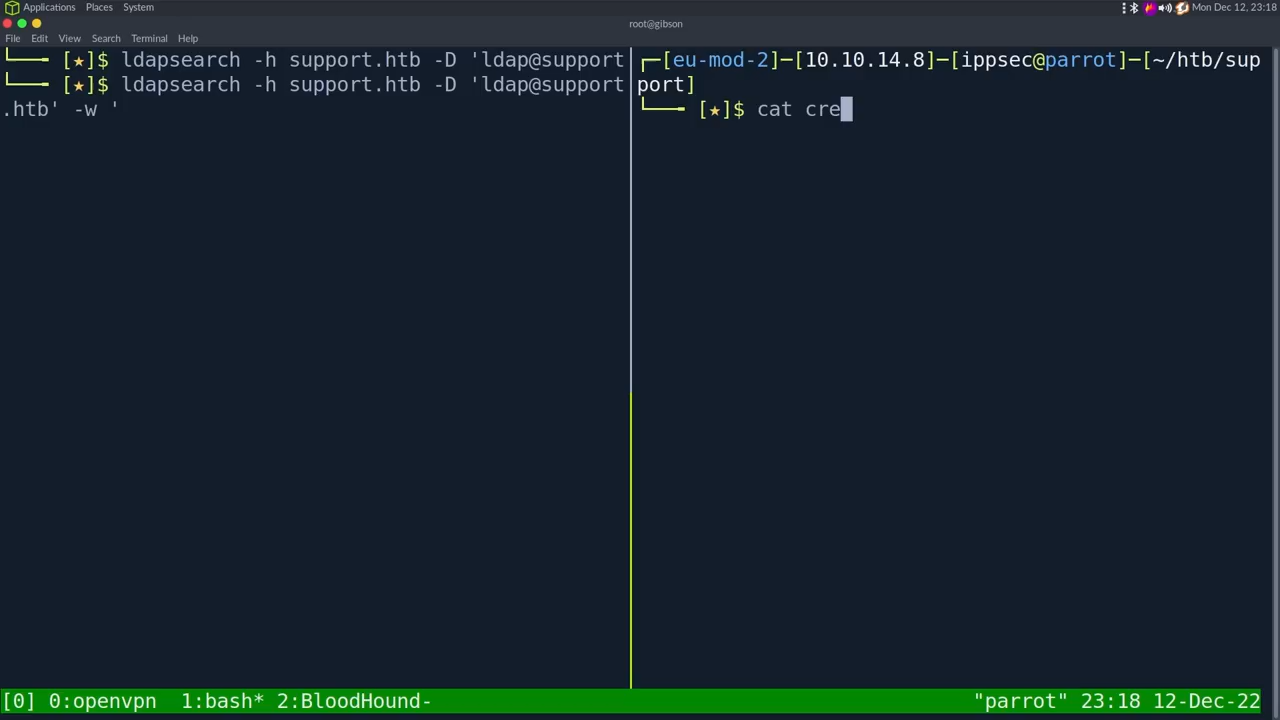 Applications Places System
Mon Dec 12, 23:18
root@gibson
File Edit View Search Terminal Help
└── [★]$ ldapsearch -h support.htb -D 'ldap@support
└── [★]$ ldapsearch -h support.htb -D 'ldap@support
.htb' -w '
┌─[eu-mod-2]─[10.10.14.8]─[ippsec@parrot]─[~/htb/sup
port]
└── [★]$ cat cre
[0] 0:openvpn 1:bash* 2:BloodHound- "parrot" 23:18 12-Dec-22